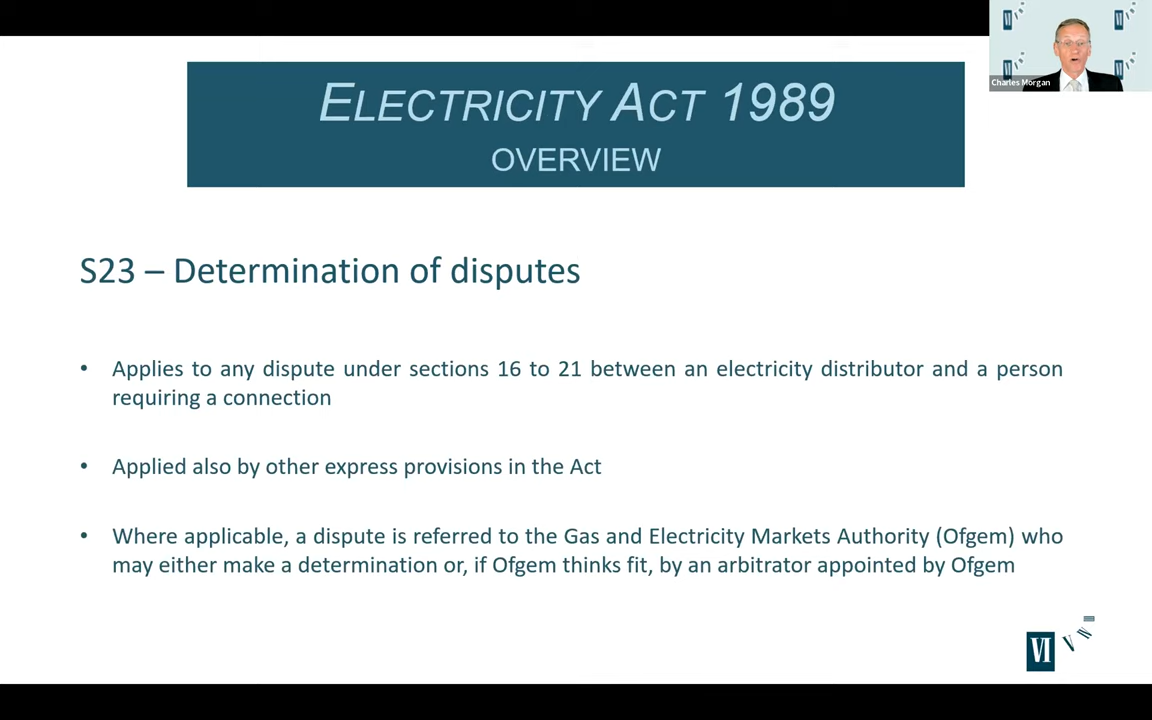 Charles Morgan
ELECTRICITY ACT 1989
OVERVIEW
S23 – Determination of disputes
• Applies to any dispute under sections 16 to 21 between an electricity distributor and a person
requiring a connection
• Applied also by other express provisions in the Act
• Where applicable, a dispute is referred to the Gas and Electricity Markets Authority (Ofgem) who
may either make a determination or, if Ofgem thinks fit, by an arbitrator appointed by Ofgem
VI